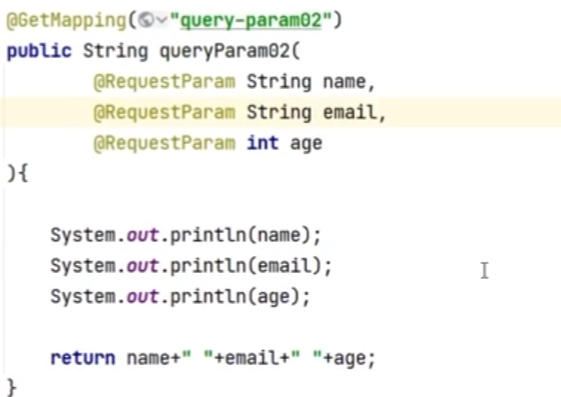 @GetMapping("query-param02")
public String queryParam02(
@RequestParam String name,
@RequestParam String email,
@RequestParam int age
){
System.out.println(name);
System.out.println(email);
System.out.println(age);
return name+" "+email+" "+age;
}